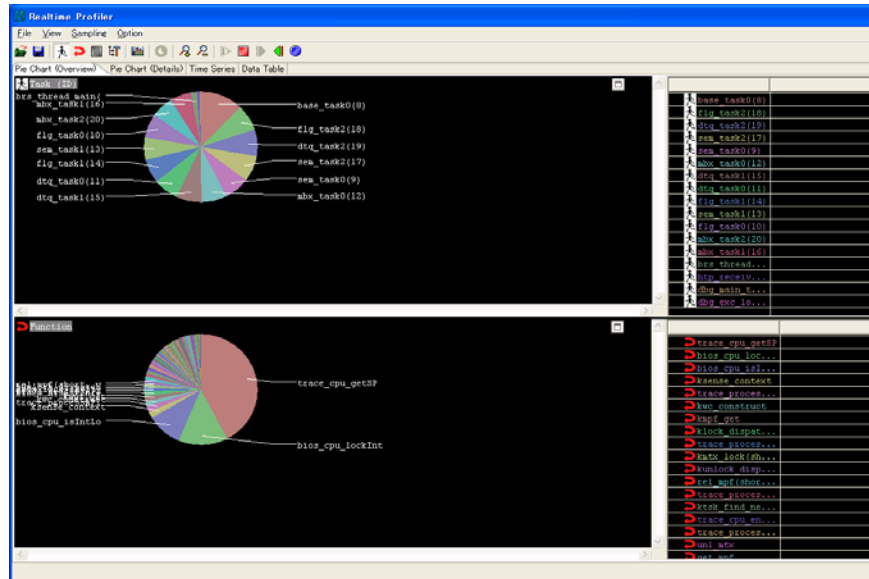 Realtime Profiler
File View Sampling Option
Pie Chart (Overview) Pie Chart (Details) Time Series Data Table
Task (ID)
brs_thread_main(
mbx_task1(16)
mbx_task2(20)
flg_task0(10)
sem_task1(13)
flg_task1(14)
dtq_task0(11)
dtq_task1(15)
base_task0(8)
flg_task2(18)
dtq_task2(19)
sem_task2(17)
sem_task0(9)
mbx_task0(12)
base_task0(8)
flg_task2(18)
dtq_task2(19)
sem_task2(17)
sem_task0(9)
mbx_task0(12)
dtq_task1(15)
dtq_task0(11)
flg_task1(14)
sem_task1(13)
flg_task0(10)
mbx_task2(20)
mbx_task1(16)
brs_thread...
htp_receiv...
dbg_main_t...
dbg_exc_lo...
Function
ksense_context
bios_cpu_isIntLo
trace_cpu_getSP
bios_cpu_lockInt
trace_cpu_getSP
bios_cpu_loc...
bios_cpu_isI...
ksense_context
trace_proces...
kwc_construct
kmpf_get
klock_dispat...
trace_proces...
kmtx_lock(sh...
kunlock_disp...
rel_mpf(shor...
trace_proces...
ktsk_find_ne...
trace_cpu_en...
trace_proces...
unl_mtx
get_mpf